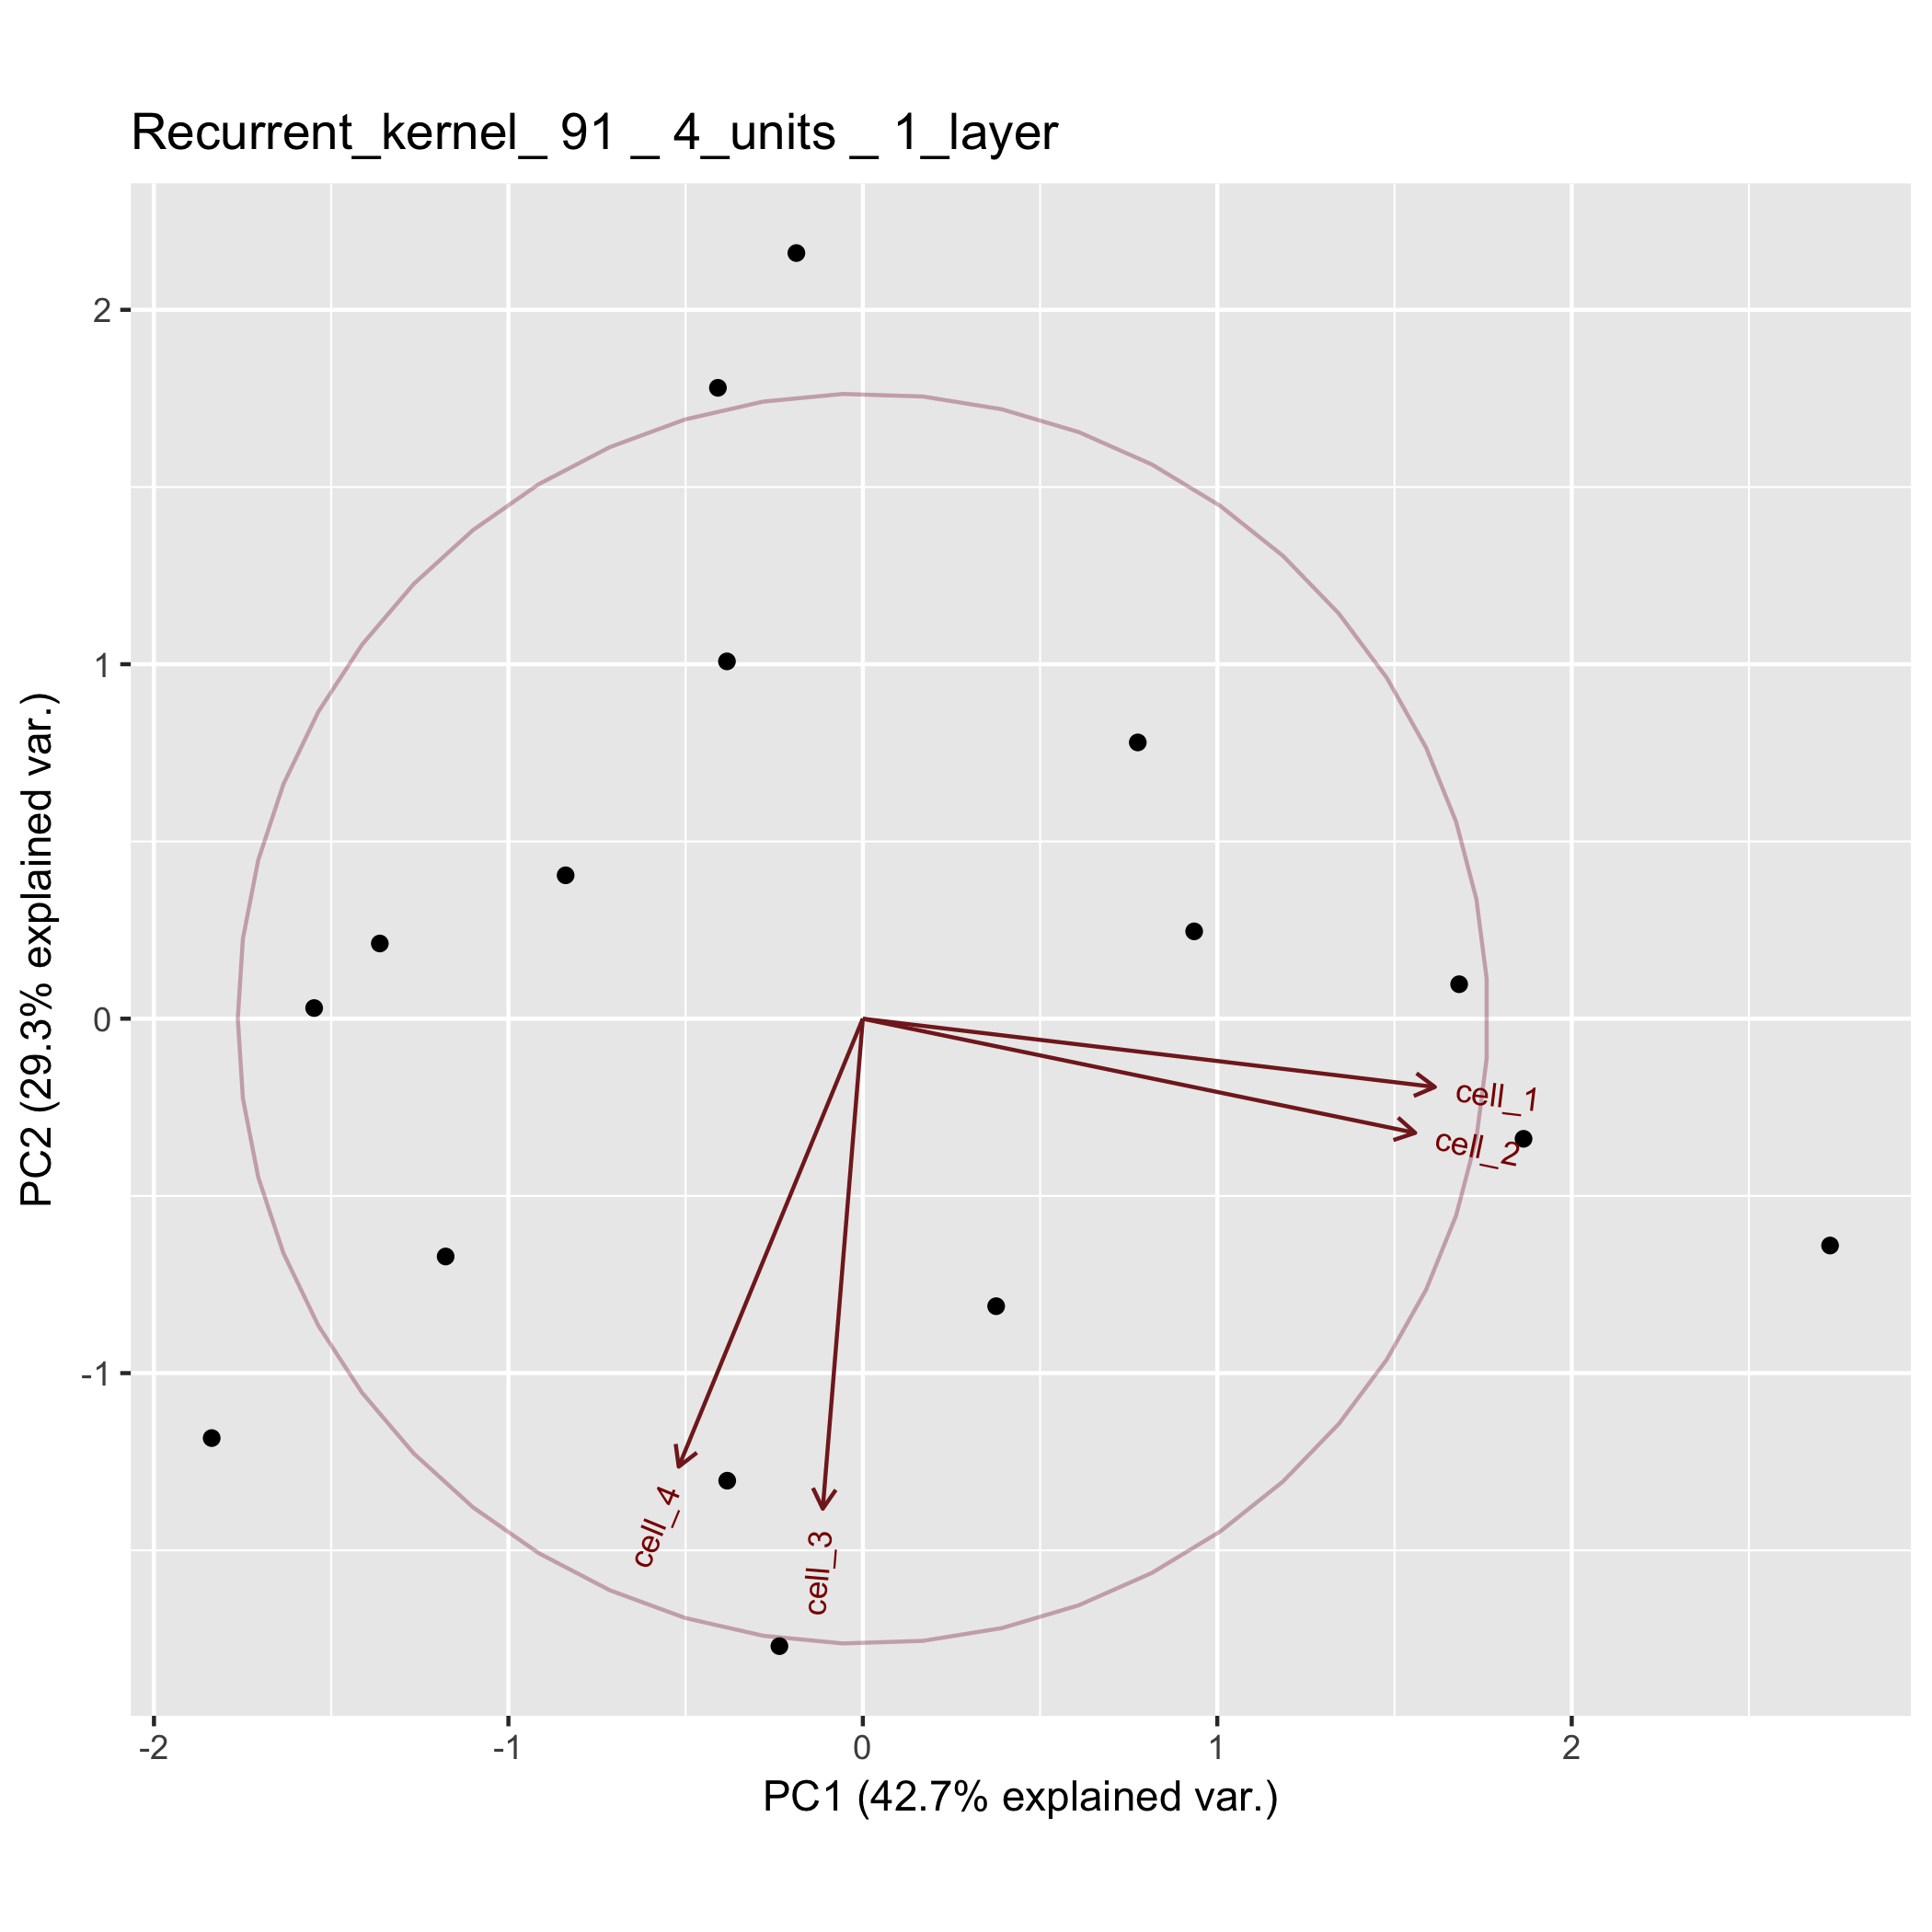 Recurrent_kernel_ 91 _ 4_units _ 1_layer
PC2 (29.3% explained var.)
2
1
0
-1
cell_1
cell_2
cell_4
cell_3
-2
-1
0
1
2
PC1 (42.7% explained var.)